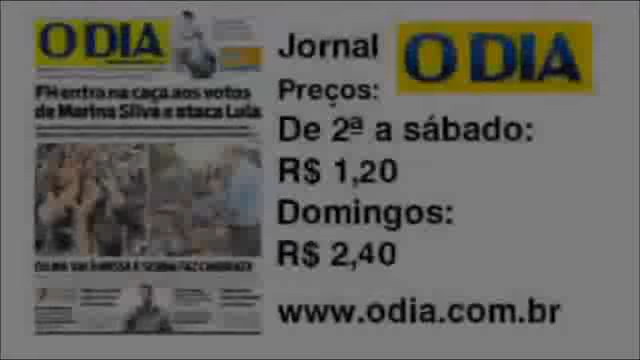 O DIA
FH entra na caça aos votos
de Marina Silva e ataca Lula
Jornal O DIA
Preços:
De 2ª a sábado:
R$ 1,20
Domingos:
R$ 2,40
www.odia.com.br